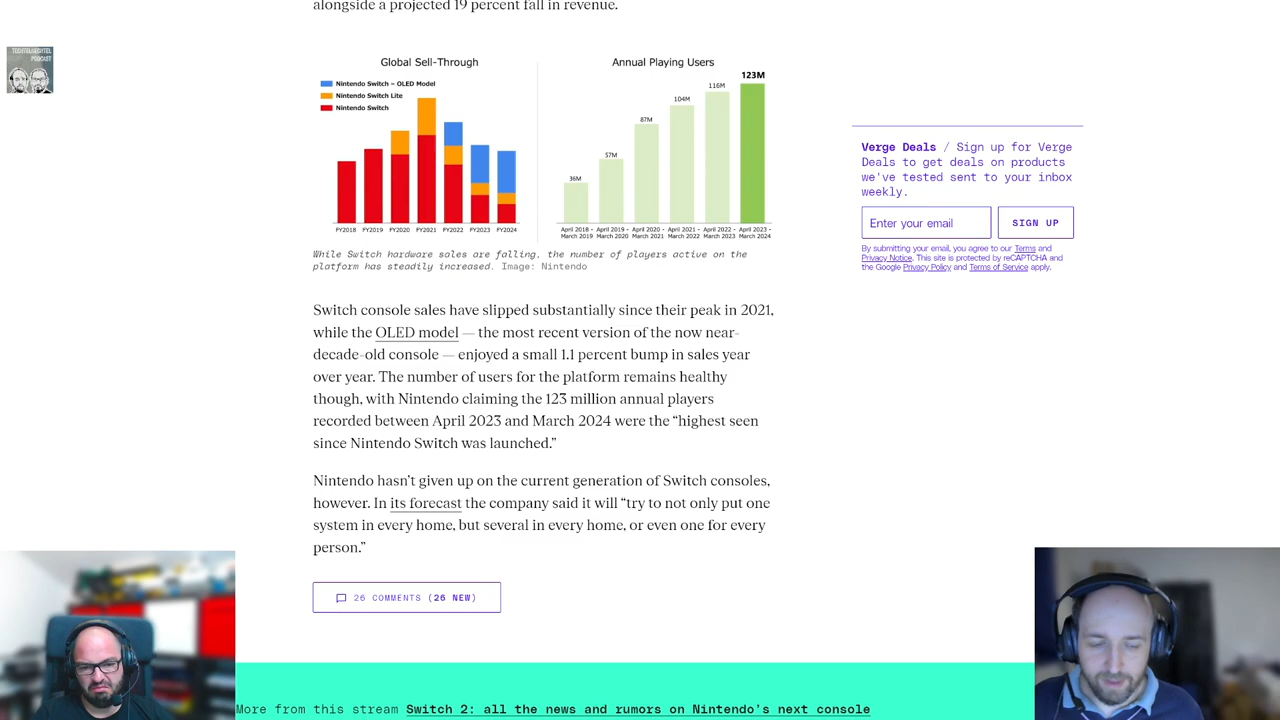 alongside a projected 19 percent fall in revenue.
TECHTELMECHTEL
PODCAST
Global Sell-Through
Nintendo Switch – OLED Model
Nintendo Switch Lite
Nintendo Switch
FY2018 FY2019 FY2020 FY2021 FY2022 FY2023 FY2024
Annual Playing Users
36M 57M 87M 104M 116M 123M
April 2018 - April 2019 - April 2020 - April 2021 - April 2022 - April 2023 -
March 2019 March 2020 March 2021 March 2022 March 2023 March 2024
While Switch hardware sales are falling, the number of players active on the
platform has steadily increased. Image: Nintendo
Switch console sales have slipped substantially since their peak in 2021,
while the OLED model — the most recent version of the now near-
decade-old console — enjoyed a small 1.1 percent bump in sales year
over year. The number of users for the platform remains healthy
though, with Nintendo claiming the 123 million annual players
recorded between April 2023 and March 2024 were the “highest seen
since Nintendo Switch was launched.”
Nintendo hasn’t given up on the current generation of Switch consoles,
however. In its forecast the company said it will “try to not only put one
system in every home, but several in every home, or even one for every
person.”
26 COMMENTS (26 NEW)
Verge Deals / Sign up for Verge
Deals to get deals on products
we've tested sent to your inbox
weekly.
Enter your email
SIGN UP
By submitting your email, you agree to our Terms and
Privacy Notice. This site is protected by reCAPTCHA and
the Google Privacy Policy and Terms of Service apply.
More from this stream Switch 2: all the news and rumors on Nintendo’s next console